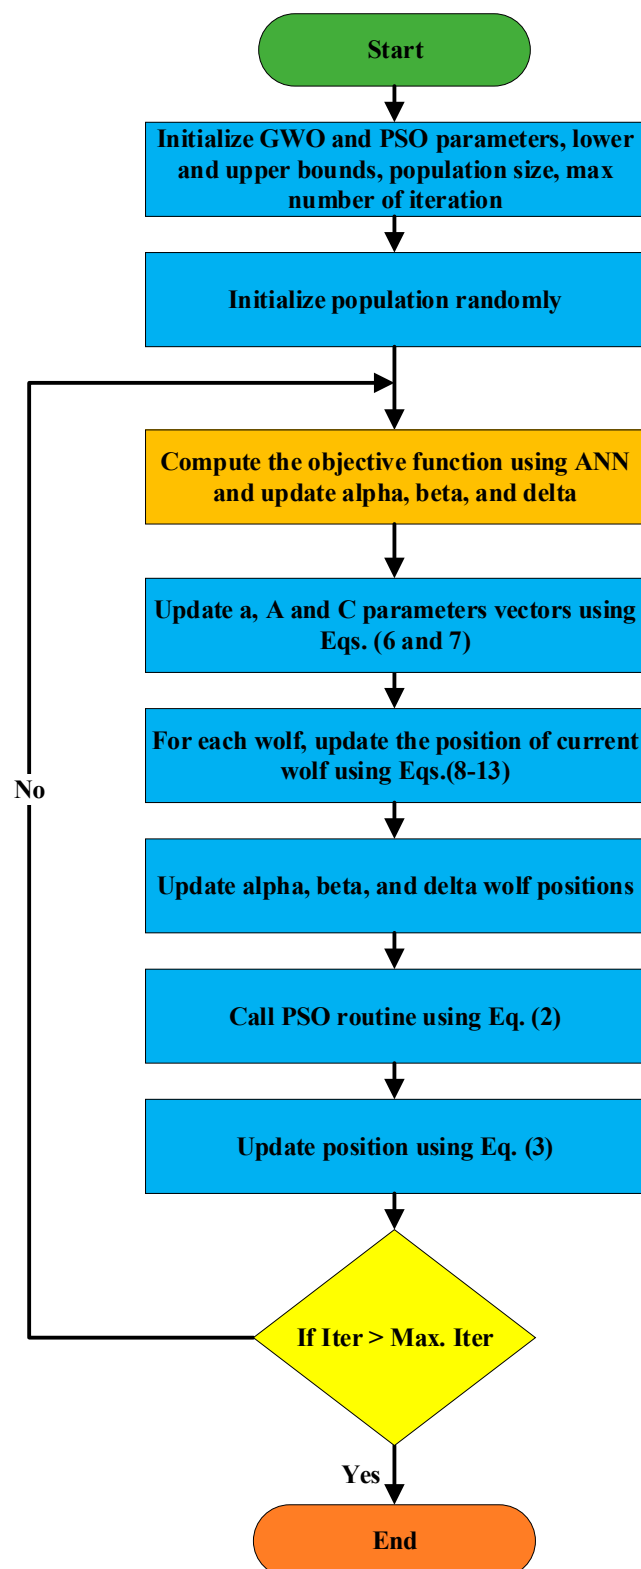 Start
Initialize GWO and PSO parameters, lower
and upper bounds, population size, max
number of iteration
Initialize population randomly
Compute the objective function using ANN
and update alpha, beta, and delta
Update a, A and C parameters vectors using
Eqs. (6 and 7)
For each wolf, update the position of current
wolf using Eqs.(8-13)
No
Update alpha, beta, and delta wolf positions
Call PSO routine using Eq. (2)
Update position using Eq. (3)
If Iter > Max. Iter
Yes
End